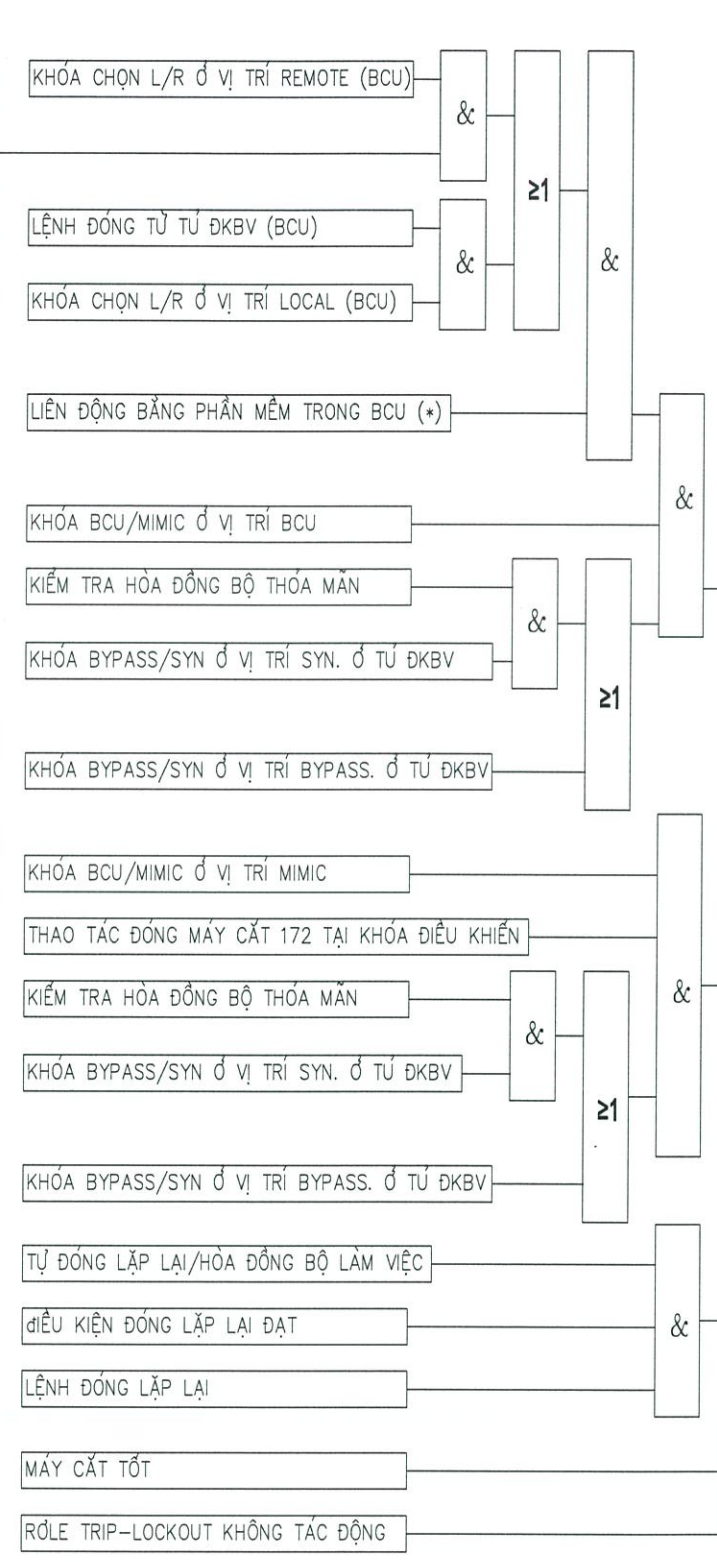 KHÓA CHỌN L/R Ở VỊ TRÍ REMOTE (BCU)
&
≥1
LỆNH ĐÓNG TỪ TỦ ĐKBV (BCU)
&
&
KHÓA CHỌN L/R Ở VỊ TRÍ LOCAL (BCU)
LIÊN ĐỘNG BẰNG PHẦN MỀM TRONG BCU (*)
&
KHÓA BCU/MIMIC Ở VỊ TRÍ BCU
KIỂM TRA HÒA ĐỒNG BỘ THỎA MÃN
&
KHÓA BYPASS/SYN Ở VỊ TRÍ SYN. Ở TỦ ĐKBV
≥1
KHÓA BYPASS/SYN Ở VỊ TRÍ BYPASS. Ở TỦ ĐKBV
KHÓA BCU/MIMIC Ở VỊ TRÍ MIMIC
THAO TÁC ĐÓNG MÁY CẮT 172 TẠI KHÓA ĐIỀU KHIỂN
KIỂM TRA HÒA ĐỒNG BỘ THỎA MÃN
&
&
KHÓA BYPASS/SYN Ở VỊ TRÍ SYN. Ở TỦ ĐKBV
≥1
KHÓA BYPASS/SYN Ở VỊ TRÍ BYPASS. Ở TỦ ĐKBV
TỰ ĐÓNG LẶP LẠI/HÒA ĐỒNG BỘ LÀM VIỆC
đIỀU KIỆN ĐÓNG LẶP LẠI ĐẠT
&
LỆNH ĐÓNG LẶP LẠI
MÁY CẮT TỐT
RƠLE TRIP-LOCKOUT KHÔNG TÁC ĐỘNG